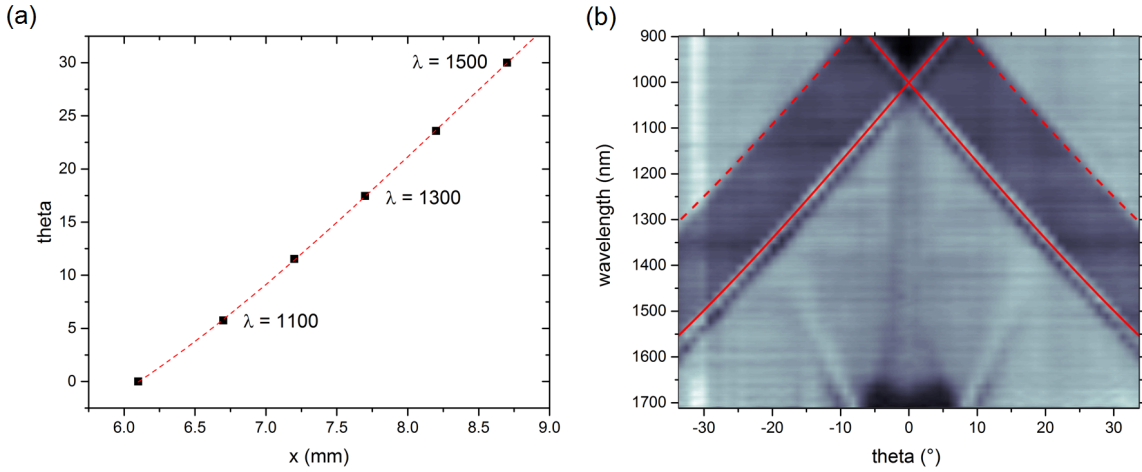 (a)
30
25
20
15
10
5
0
theta
6.0 6.5 7.0 7.5 8.0 8.5 9.0
x (mm)
λ = 1500
λ = 1300
λ = 1100
(b)
900
1000
1100
1200
1300
1400
1500
1600
1700
wavelength (nm)
-30 -20 -10 0 10 20 30
theta (°)